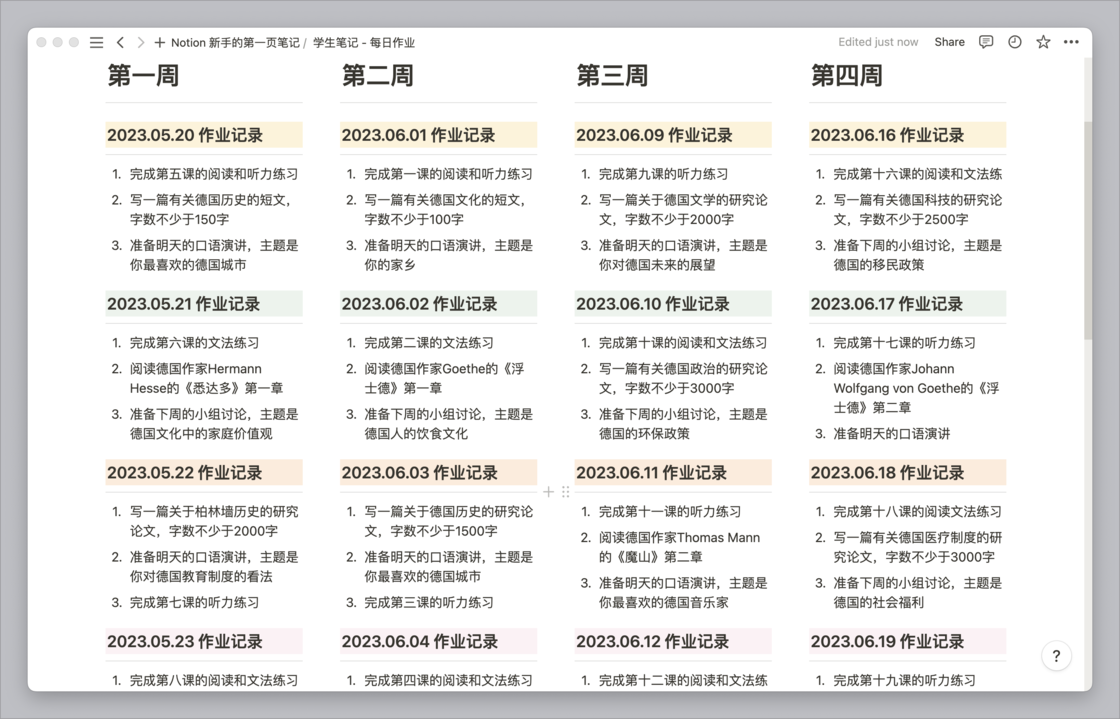 Notion 新手的第一页笔记 / 学生笔记 - 每日作业
Edited just now
Share
第一周
2023.05.20 作业记录
1. 完成第五课的阅读和听力练习
2. 写一篇有关德国历史的短文，
字数不少于150字
3. 准备明天的口语演讲，主题是
你最喜欢的德国城市
2023.05.21 作业记录
1. 完成第六课的文法练习
2. 阅读德国作家Hermann
Hesse的《悉达多》第一章
3. 准备下周的小组讨论，主题是
德国文化中的家庭价值观
2023.05.22 作业记录
1. 写一篇关于柏林墙历史的研究
论文，字数不少于2000字
2. 准备明天的口语演讲，主题是
你对德国教育制度的看法
3. 完成第七课的听力练习
2023.05.23 作业记录
1. 完成第八课的阅读和文法练习
第二周
2023.06.01 作业记录
1. 完成第一课的阅读和听力练习
2. 写一篇有关德国文化的短文，
字数不少于100字
3. 准备明天的口语演讲，主题是
你的家乡
2023.06.02 作业记录
1. 完成第二课的文法练习
2. 阅读德国作家Goethe的《浮
士德》第一章
3. 准备下周的小组讨论，主题是
德国人的饮食文化
2023.06.03 作业记录
1. 写一篇关于德国历史的研究论
文，字数不少于1500字
2. 准备明天的口语演讲，主题是
你最喜欢的德国城市
3. 完成第三课的听力练习
2023.06.04 作业记录
1. 完成第四课的阅读和文法练习
第三周
2023.06.09 作业记录
1. 完成第九课的听力练习
2. 写一篇关于德国文学的研究论
文，字数不少于2000字
3. 准备明天的口语演讲，主题是
你对德国未来的展望
2023.06.10 作业记录
1. 完成第十课的阅读和文法练习
2. 写一篇有关德国政治的研究论
文，字数不少于3000字
3. 准备下周的小组讨论，主题是
德国的环保政策
2023.06.11 作业记录
1. 完成第十一课的听力练习
2. 阅读德国作家Thomas Mann
的《魔山》第二章
3. 准备明天的口语演讲，主题是
你最喜欢的德国音乐家
2023.06.12 作业记录
1. 完成第十二课的阅读和文法练
第四周
2023.06.16 作业记录
1. 完成第十六课的阅读和文法练
2. 写一篇有关德国科技的研究论
文，字数不少于2500字
3. 准备下周的小组讨论，主题是
德国的移民政策
2023.06.17 作业记录
1. 完成第十七课的听力练习
2. 阅读德国作家Johann
Wolfgang von Goethe的《浮
士德》第二章
3. 准备明天的口语演讲
2023.06.18 作业记录
1. 完成第十八课的阅读文法练习
2. 写一篇有关德国医疗制度的研
究论文，字数不少于3000字
3. 准备下周的小组讨论，主题是
德国的社会福利
2023.06.19 作业记录
1. 完成第十九课的听力练习
?